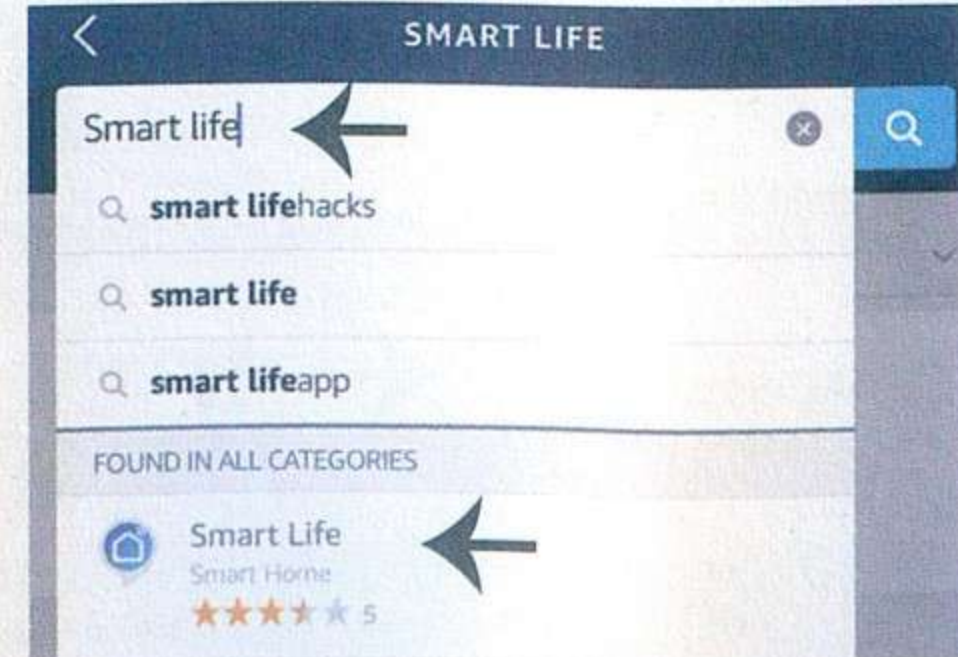 SMART LIFE
Smart life
smart lifehacks
smart life
smart lifeapp
FOUND IN ALL CATEGORIES
Smart Life
Smart Home
5